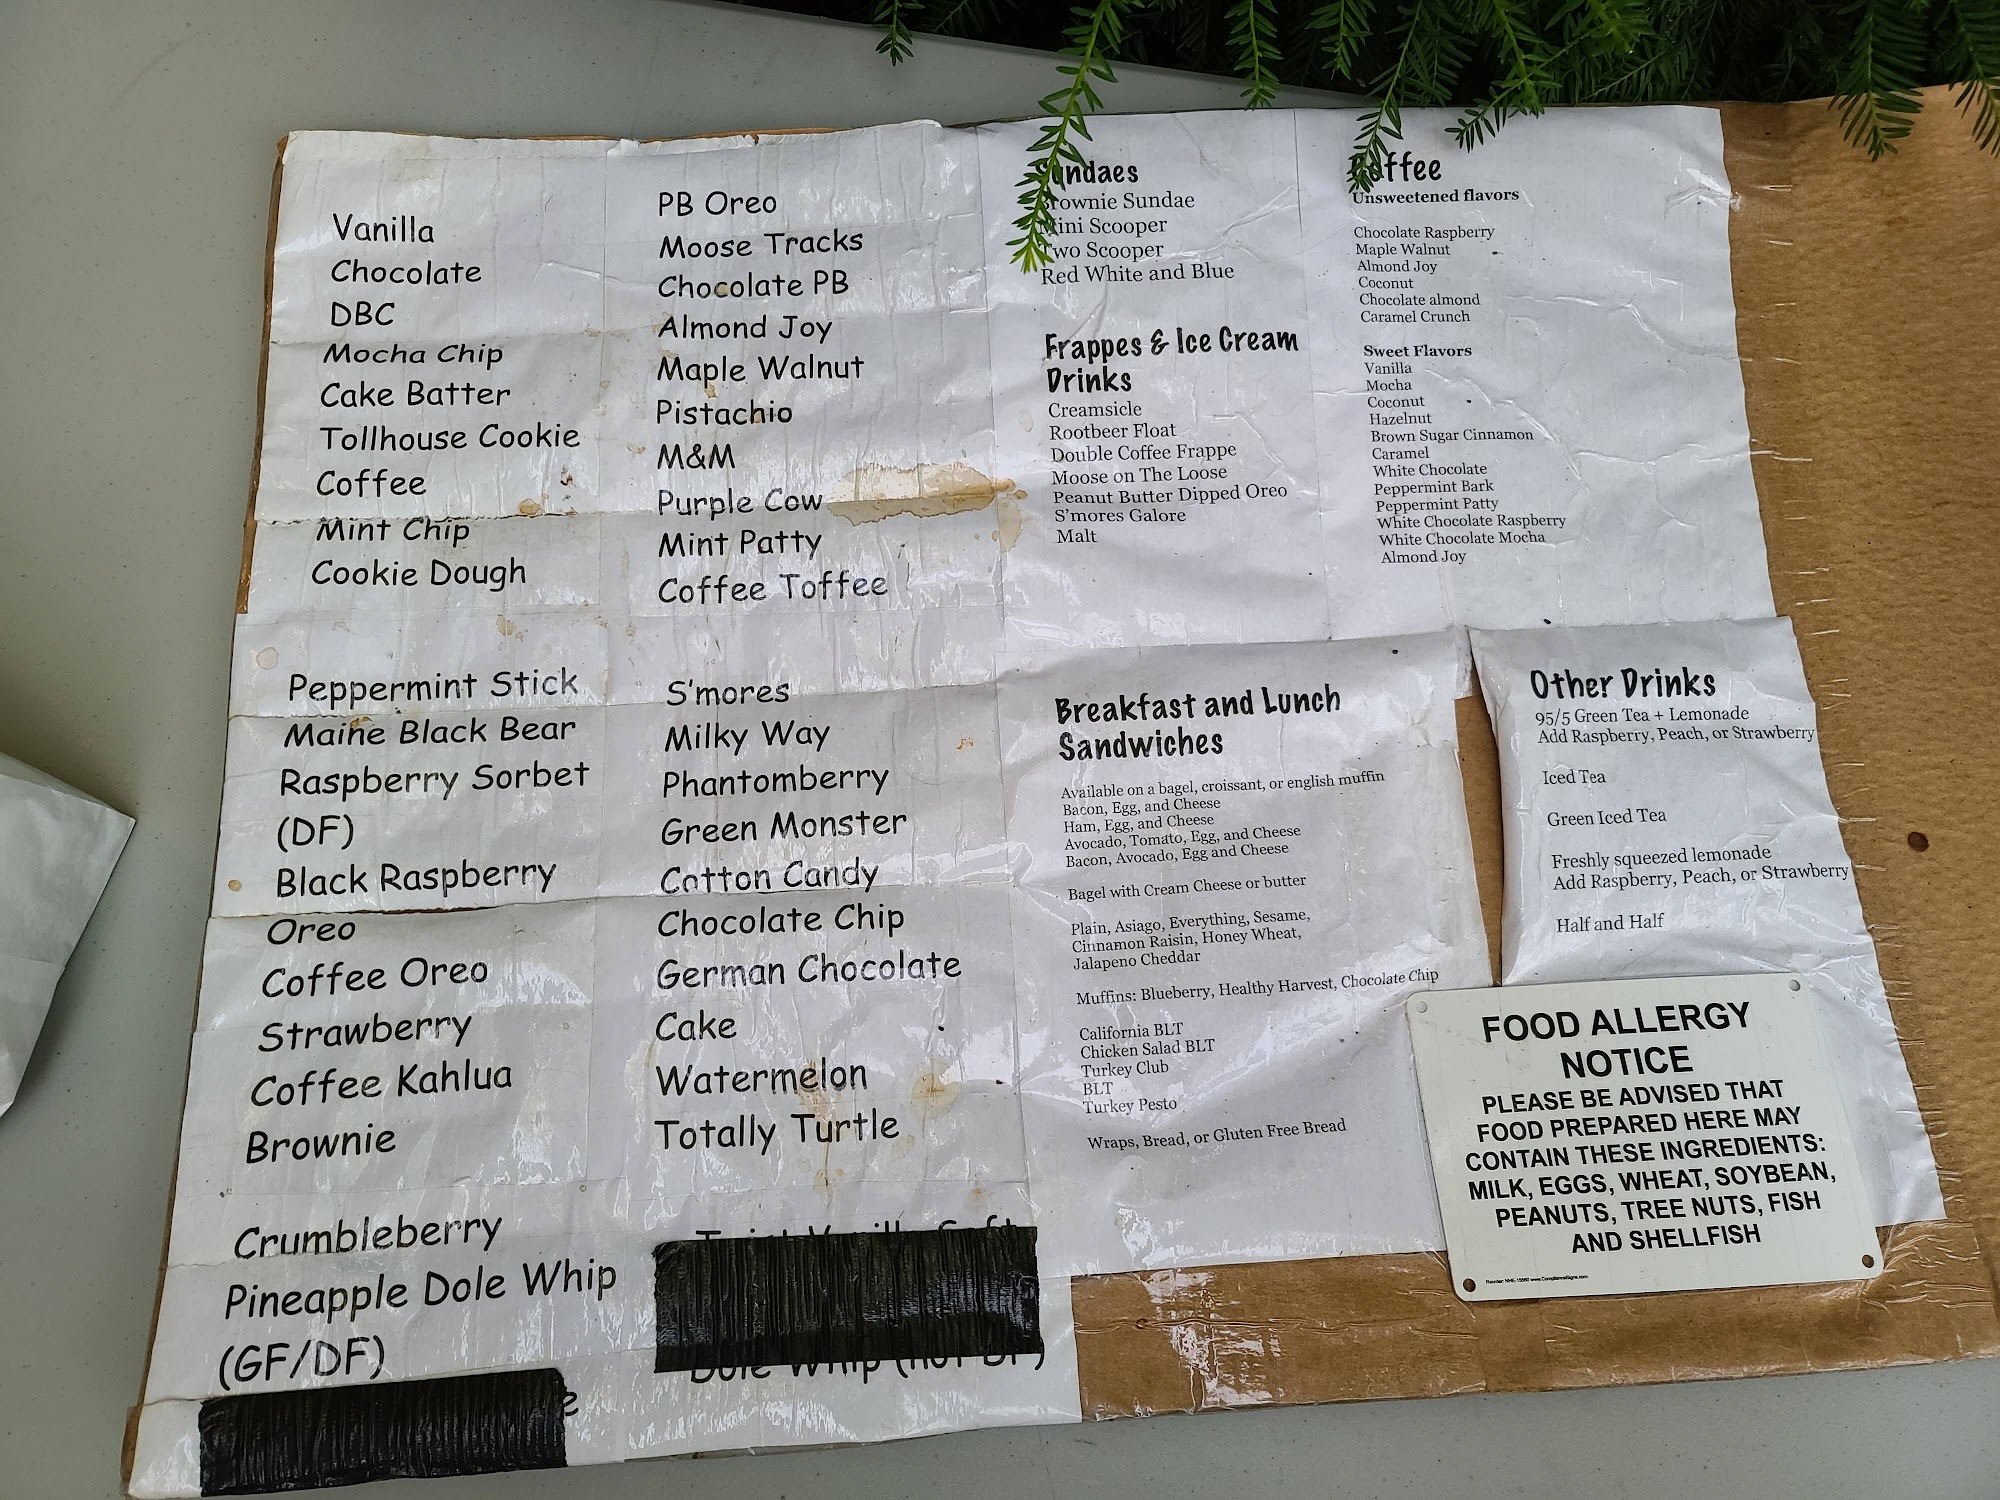 Vanilla
Chocolate
DBC
Mocha Chip
Cake Batter
Tollhouse Cookie
Coffee
Mint Chip
Cookie Dough
Peppermint Stick
Maine Black Bear
Raspberry Sorbet
(DF)
Black Raspberry
Oreo
Coffee Oreo
Strawberry
Coffee Kahlua
Brownie
Crumbleberry
Pineapple Dole Whip
(GF/DF)
PB Oreo
Moose Tracks
Chocolate PB
Almond Joy
Maple Walnut
Pistachio
M&M
Purple Cow
Mint Patty
Coffee Toffee
S'mores
Milky Way
Phantomberry
Green Monster
Cotton Candy
Chocolate Chip
German Chocolate
Cake
Watermelon
Totally Turtle
Dole Whip (not DF)
Sundaes
Brownie Sundae
Mini Scooper
Two Scooper
Red White and Blue
Frappes & Ice Cream
Drinks
Creamsicle
Rootbeer Float
Double Coffee Frappe
Moose on The Loose
Peanut Butter Dipped Oreo
S'mores Galore
Malt
Coffee
Unsweetened flavors
Chocolate Raspberry
Maple Walnut
Almond Joy
Coconut
Chocolate almond
Caramel Crunch
Sweet Flavors
Vanilla
Mocha
Coconut
Hazelnut
Brown Sugar Cinnamon
Caramel
White Chocolate
Peppermint Bark
Peppermint Patty
White Chocolate Raspberry
White Chocolate Mocha
Almond Joy
Breakfast and Lunch
Sandwiches
Available on a bagel, croissant, or english muffin
Bacon, Egg, and Cheese
Ham, Egg, and Cheese
Avocado, Tomato, Egg, and Cheese
Bacon, Avocado, Egg and Cheese
Bagel with Cream Cheese or butter
Plain, Asiago, Everything, Sesame,
Cinnamon Raisin, Honey Wheat,
Jalapeno Cheddar
Muffins: Blueberry, Healthy Harvest, Chocolate Chip
California BLT
Chicken Salad BLT
Turkey Club
BLT
Turkey Pesto
Wraps, Bread, or Gluten Free Bread
Other Drinks
95/5 Green Tea + Lemonade
Add Raspberry, Peach, or Strawberry
Iced Tea
Green Iced Tea
Freshly squeezed lemonade
Add Raspberry, Peach, or Strawberry
Half and Half
FOOD ALLERGY
NOTICE
PLEASE BE ADVISED THAT
FOOD PREPARED HERE MAY
CONTAIN THESE INGREDIENTS:
MILK, EGGS, WHEAT, SOYBEAN,
PEANUTS, TREE NUTS, FISH
AND SHELLFISH